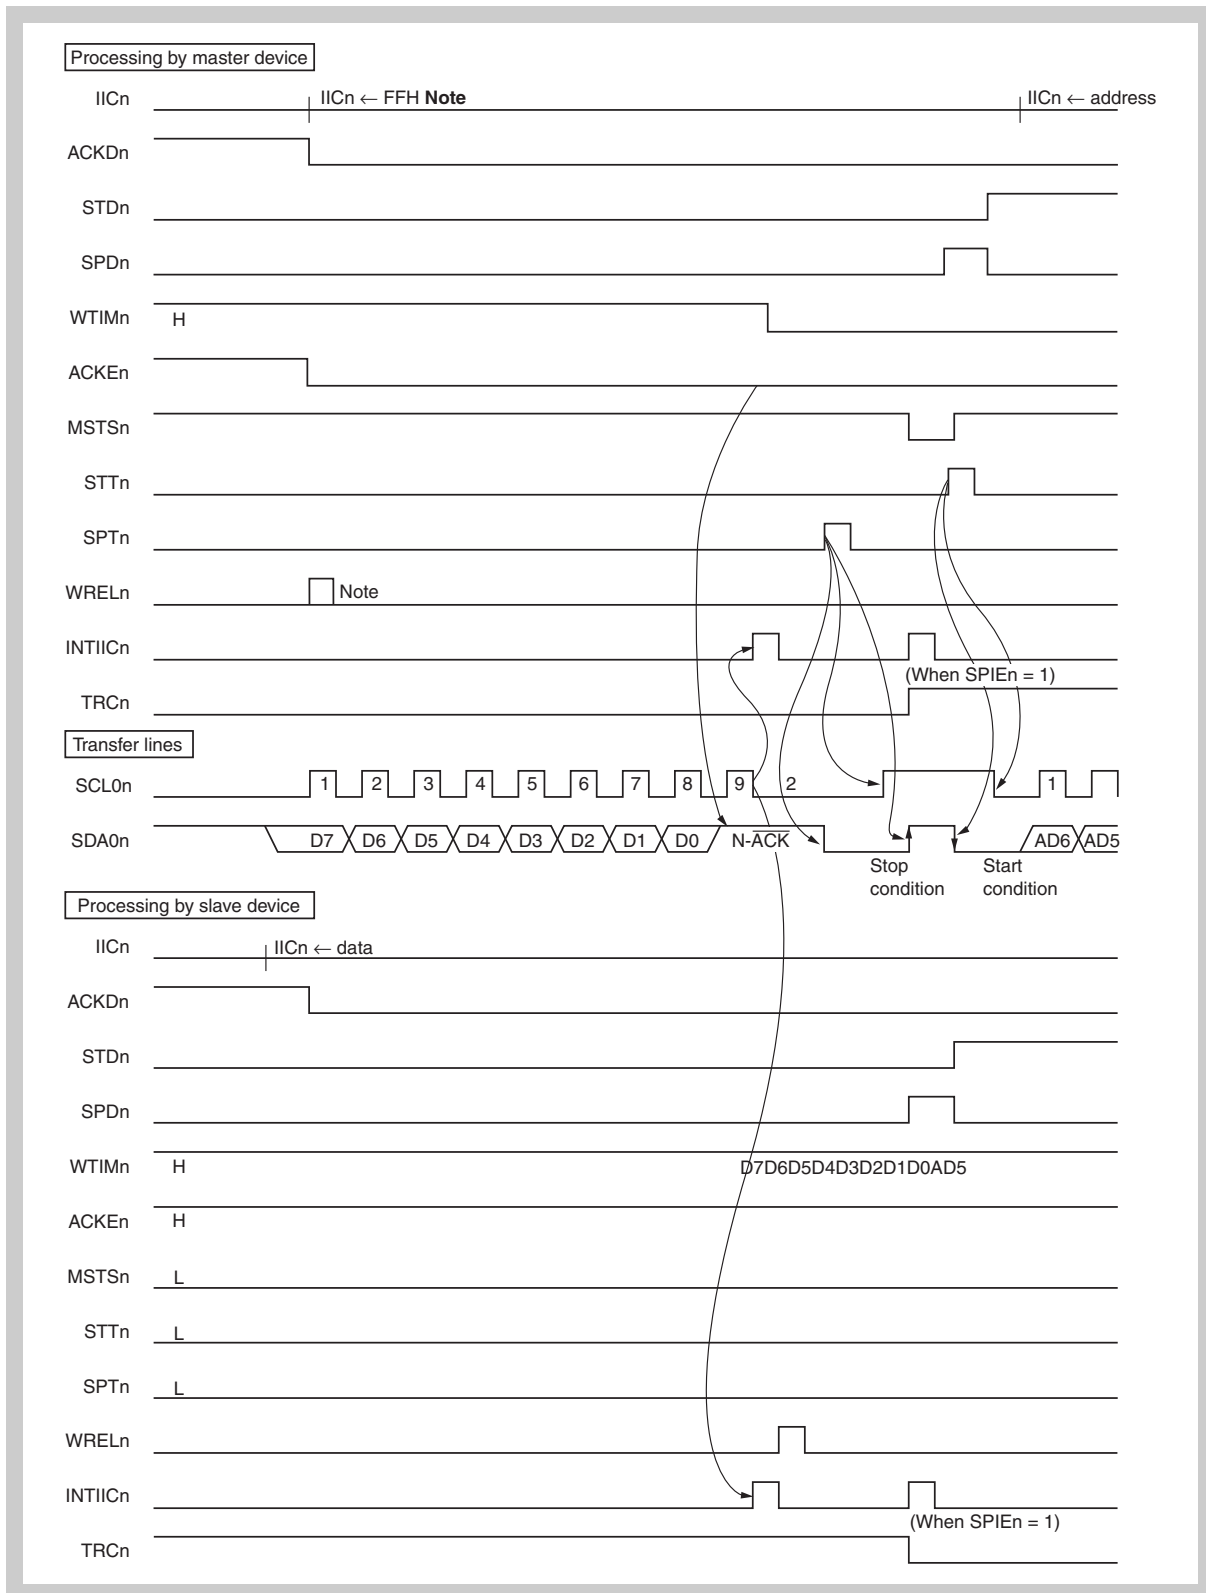 Processing by master device
IICn IICn ← FFH Note IICn ← address
ACKDn
STDn
SPDn
WTIMn H
ACKEn
MSTSn
STTn
SPTn
WRELn Note
INTIICn
(When SPIEn = 1)
TRCn
Transfer lines
SCL0n 1 2 3 4 5 6 7 8 9 2 1
SDA0n D7 D6 D5 D4 D3 D2 D1 D0 N-A̅C̅K̅ AD6 AD5
Stop condition Start condition
Processing by slave device
IICn IICn ← data
ACKDn
STDn
SPDn
WTIMn H D7D6D5D4D3D2D1D0AD5
ACKEn H
MSTSn L
STTn L
SPTn L
WRELn
INTIICn
(When SPIEn = 1)
TRCn